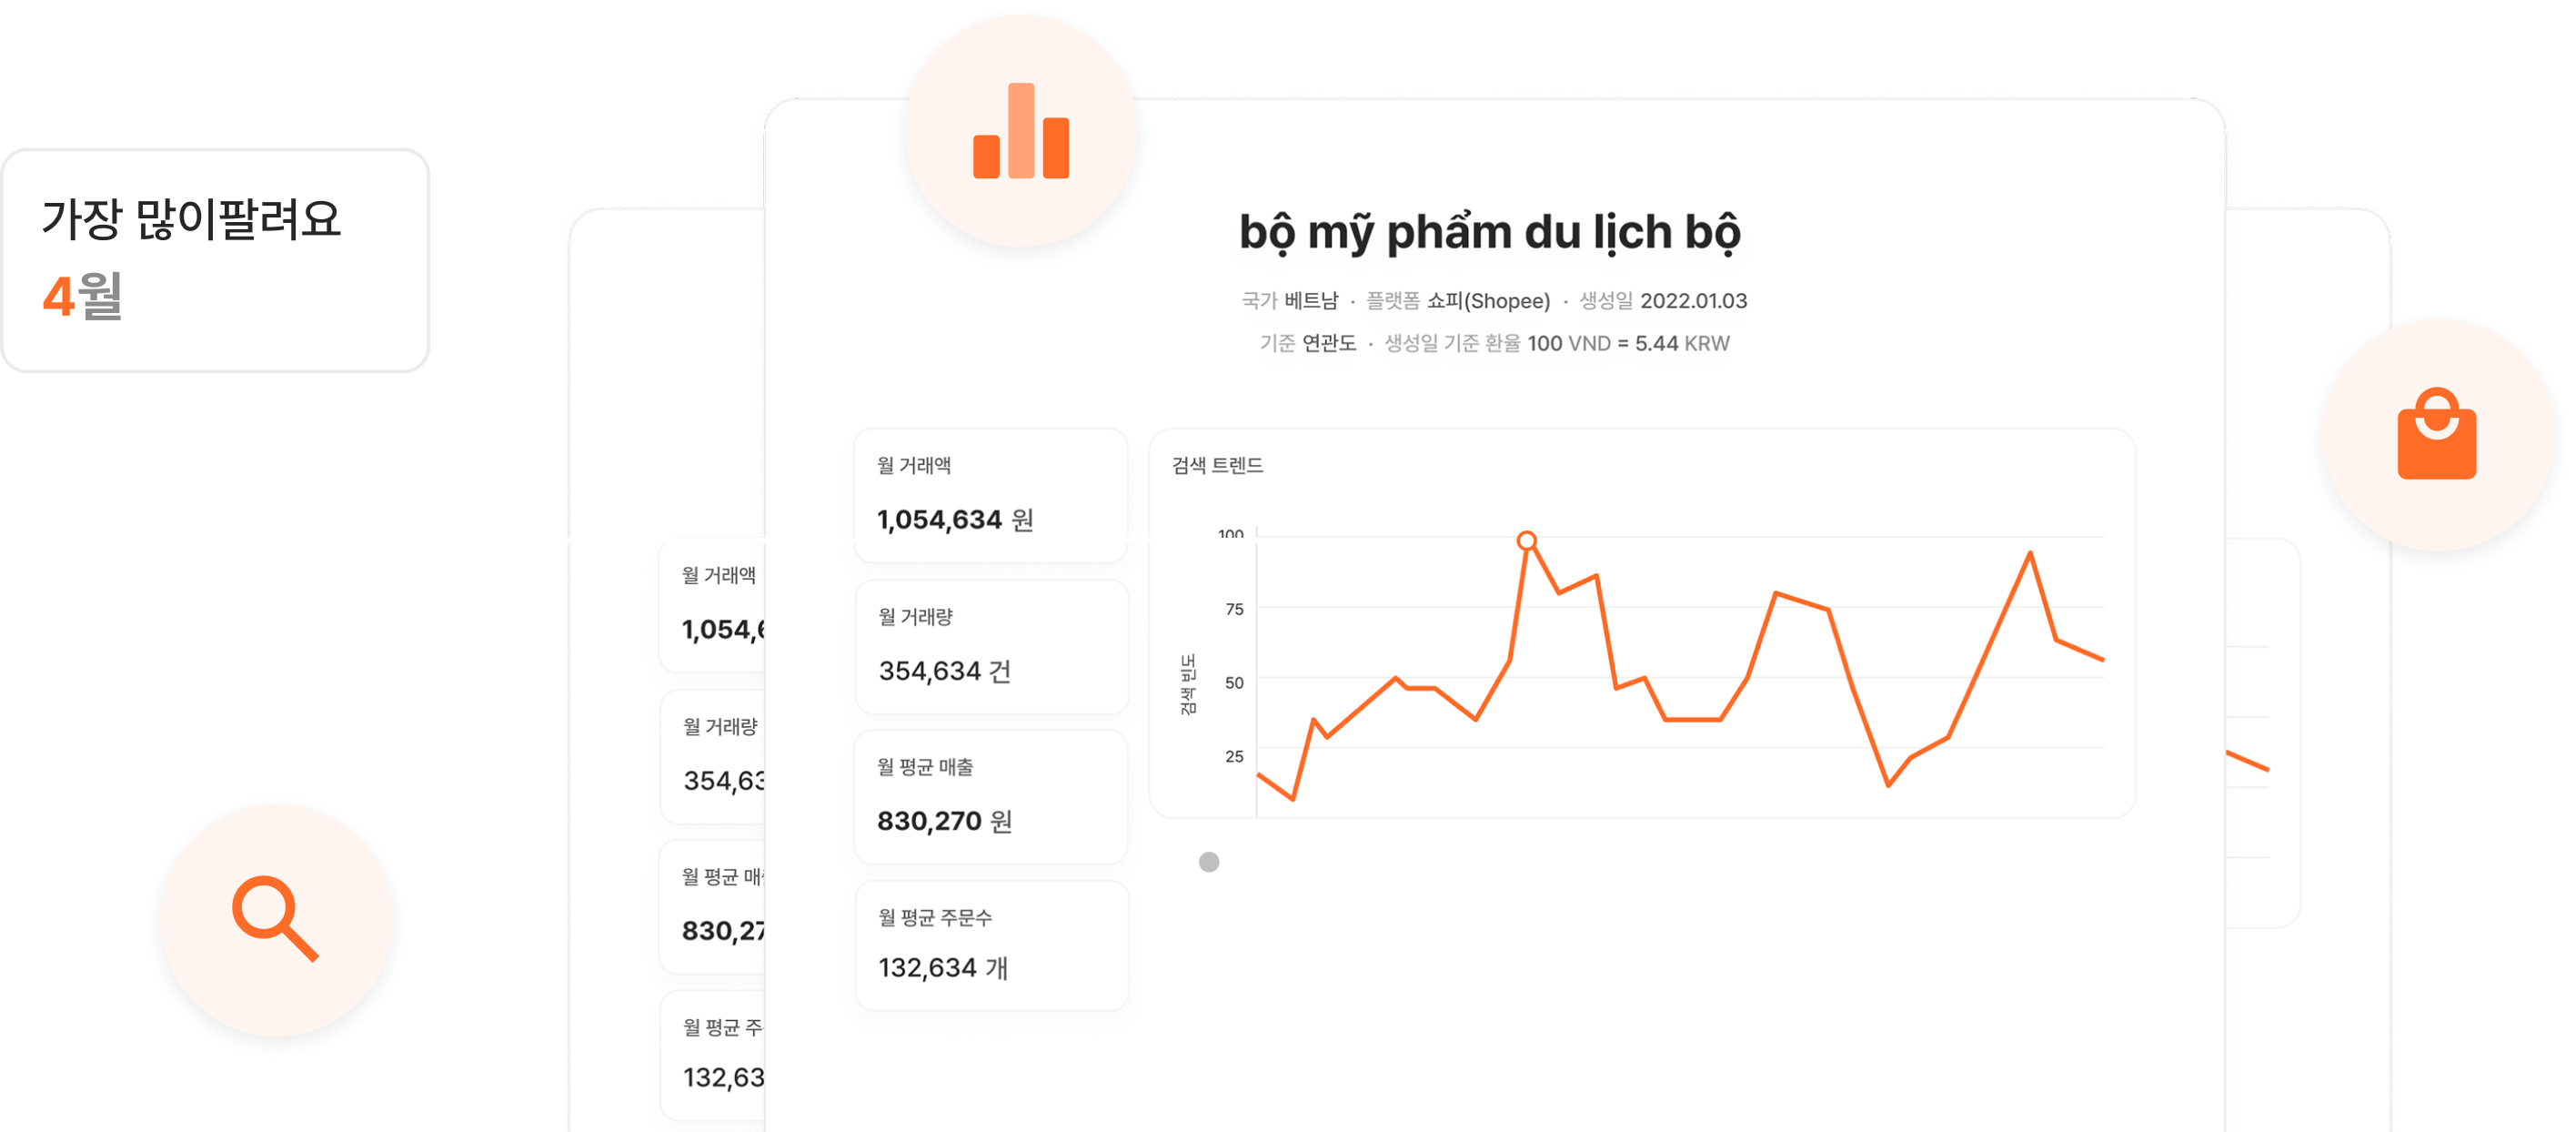 가장 많이팔려요
4월
bộ mỹ phẩm du lịch bộ
국가 베트남 · 플랫폼 쇼피(Shopee) · 생성일 2022.01.03
기준 연관도 · 생성일 기준 환율 100 VND = 5.44 KRW
월 거래액
1,054,634 원
월 거래량
354,634 건
월 평균 매출
830,270 원
월 평균 주문수
132,634 개
검색 트렌드
검색 빈도
100
75
50
25
월 거래액
1,054,6
월 거래량
354,63
월 평균 매
830,27
월 평균 주
132,63